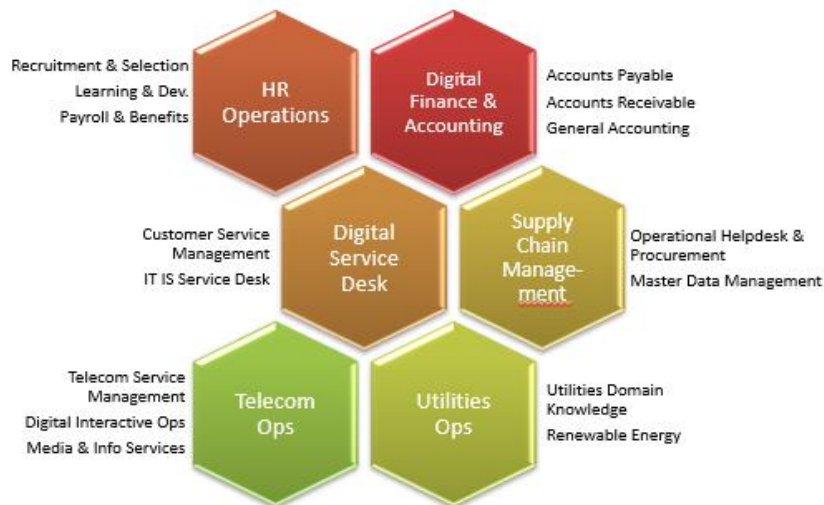 Recruitment & Selection
Learning & Dev.
Payroll & Benefits
HR
Operations
Digital
Finance &
Accounting
Accounts Payable
Accounts Receivable
General Accounting
Customer Service
Management
IT IS Service Desk
Digital
Service
Desk
Supply
Chain
Manage-
ment
Operational Helpdesk &
Procurement
Master Data Management
Telecom Service
Management
Digital Interactive Ops
Media & Info Services
Telecom
Ops
Utilities
Ops
Utilities Domain
Knowledge
Renewable Energy